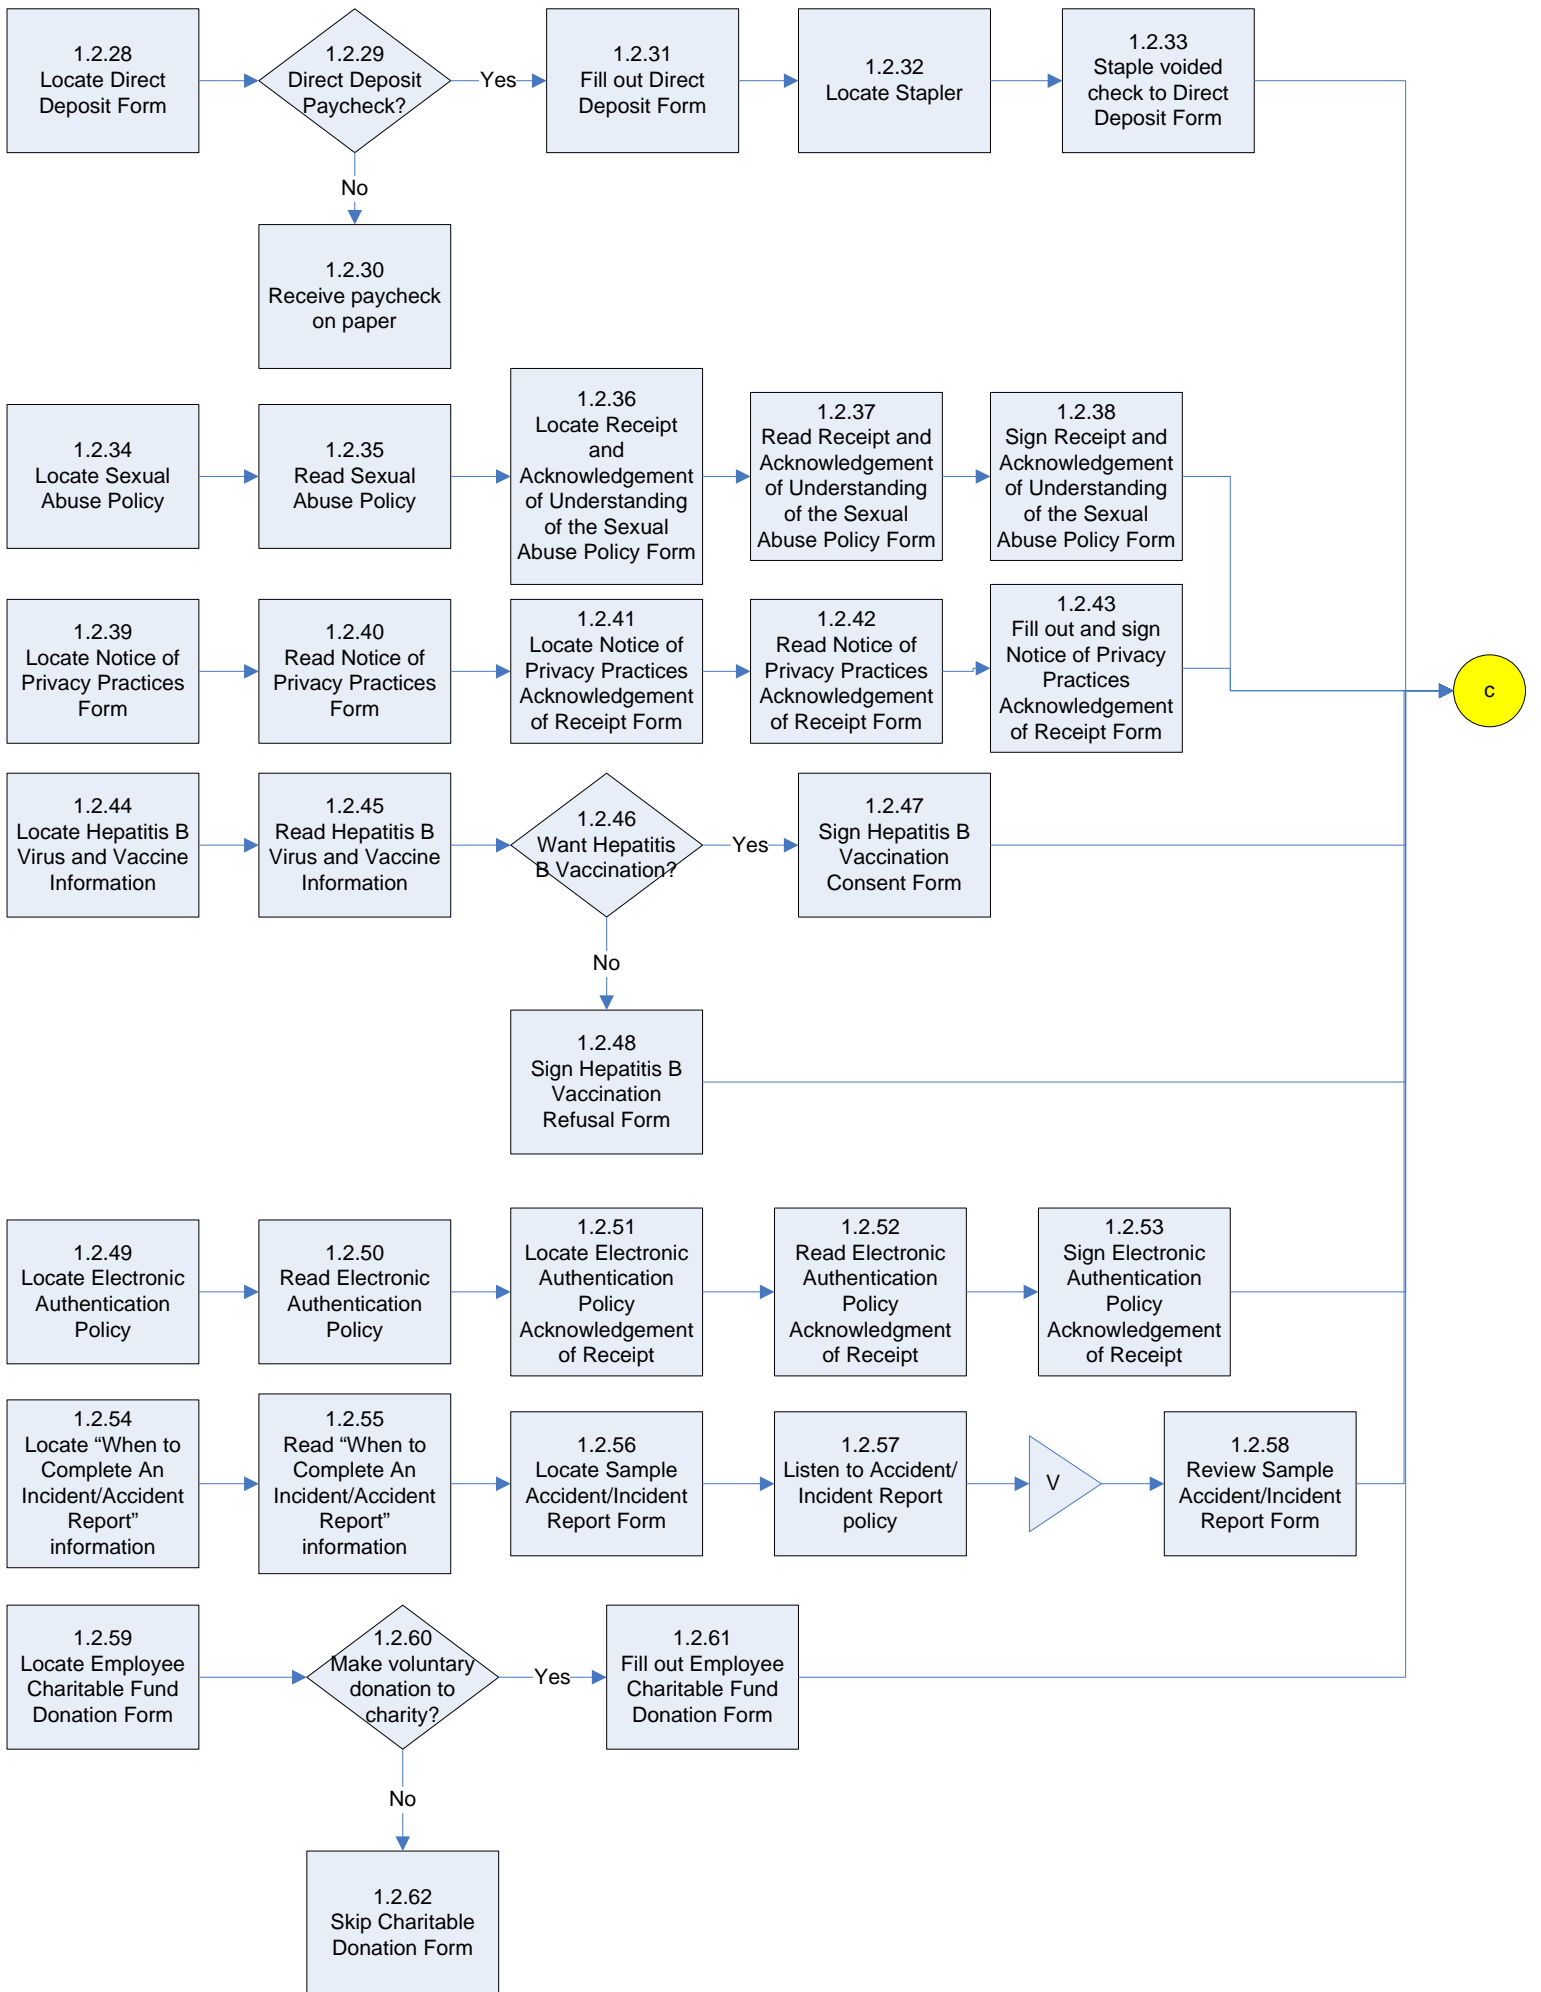 1.2.28
Locate Direct
Deposit Form
1.2.29
Direct Deposit
Paycheck?
Yes
1.2.31
Fill out Direct
Deposit Form
1.2.32
Locate Stapler
1.2.33
Staple voided
check to Direct
Deposit Form
No
1.2.30
Receive paycheck
on paper
1.2.34
Locate Sexual
Abuse Policy
1.2.35
Read Sexual
Abuse Policy
1.2.36
Locate Receipt
and
Acknowledgement
of Understanding
of the Sexual
Abuse Policy Form
1.2.37
Read Receipt and
Acknowledgement
of Understanding
of the Sexual
Abuse Policy Form
1.2.38
Sign Receipt and
Acknowledgement
of Understanding
of the Sexual
Abuse Policy Form
1.2.39
Locate Notice of
Privacy Practices
Form
1.2.40
Read Notice of
Privacy Practices
Form
1.2.41
Locate Notice of
Privacy Practices
Acknowledgement
of Receipt Form
1.2.42
Read Notice of
Privacy Practices
Acknowledgement
of Receipt Form
1.2.43
Fill out and sign
Notice of Privacy
Practices
Acknowledgement
of Receipt Form
c
1.2.44
Locate Hepatitis B
Virus and Vaccine
Information
1.2.45
Read Hepatitis B
Virus and Vaccine
Information
1.2.46
Want Hepatitis
B Vaccination?
Yes
1.2.47
Sign Hepatitis B
Vaccination
Consent Form
No
1.2.48
Sign Hepatitis B
Vaccination
Refusal Form
1.2.49
Locate Electronic
Authentication
Policy
1.2.50
Read Electronic
Authentication
Policy
1.2.51
Locate Electronic
Authentication
Policy
Acknowledgement
of Receipt
1.2.52
Read Electronic
Authentication
Policy
Acknowledgment
of Receipt
1.2.53
Sign Electronic
Authentication
Policy
Acknowledgement
of Receipt
1.2.54
Locate “When to
Complete An
Incident/Accident
Report”
information
1.2.55
Read “When to
Complete An
Incident/Accident
Report”
information
1.2.56
Locate Sample
Accident/Incident
Report Form
1.2.57
Listen to Accident/
Incident Report
policy
V
1.2.58
Review Sample
Accident/Incident
Report Form
1.2.59
Locate Employee
Charitable Fund
Donation Form
1.2.60
Make voluntary
donation to
charity?
Yes
1.2.61
Fill out Employee
Charitable Fund
Donation Form
No
1.2.62
Skip Charitable
Donation Form